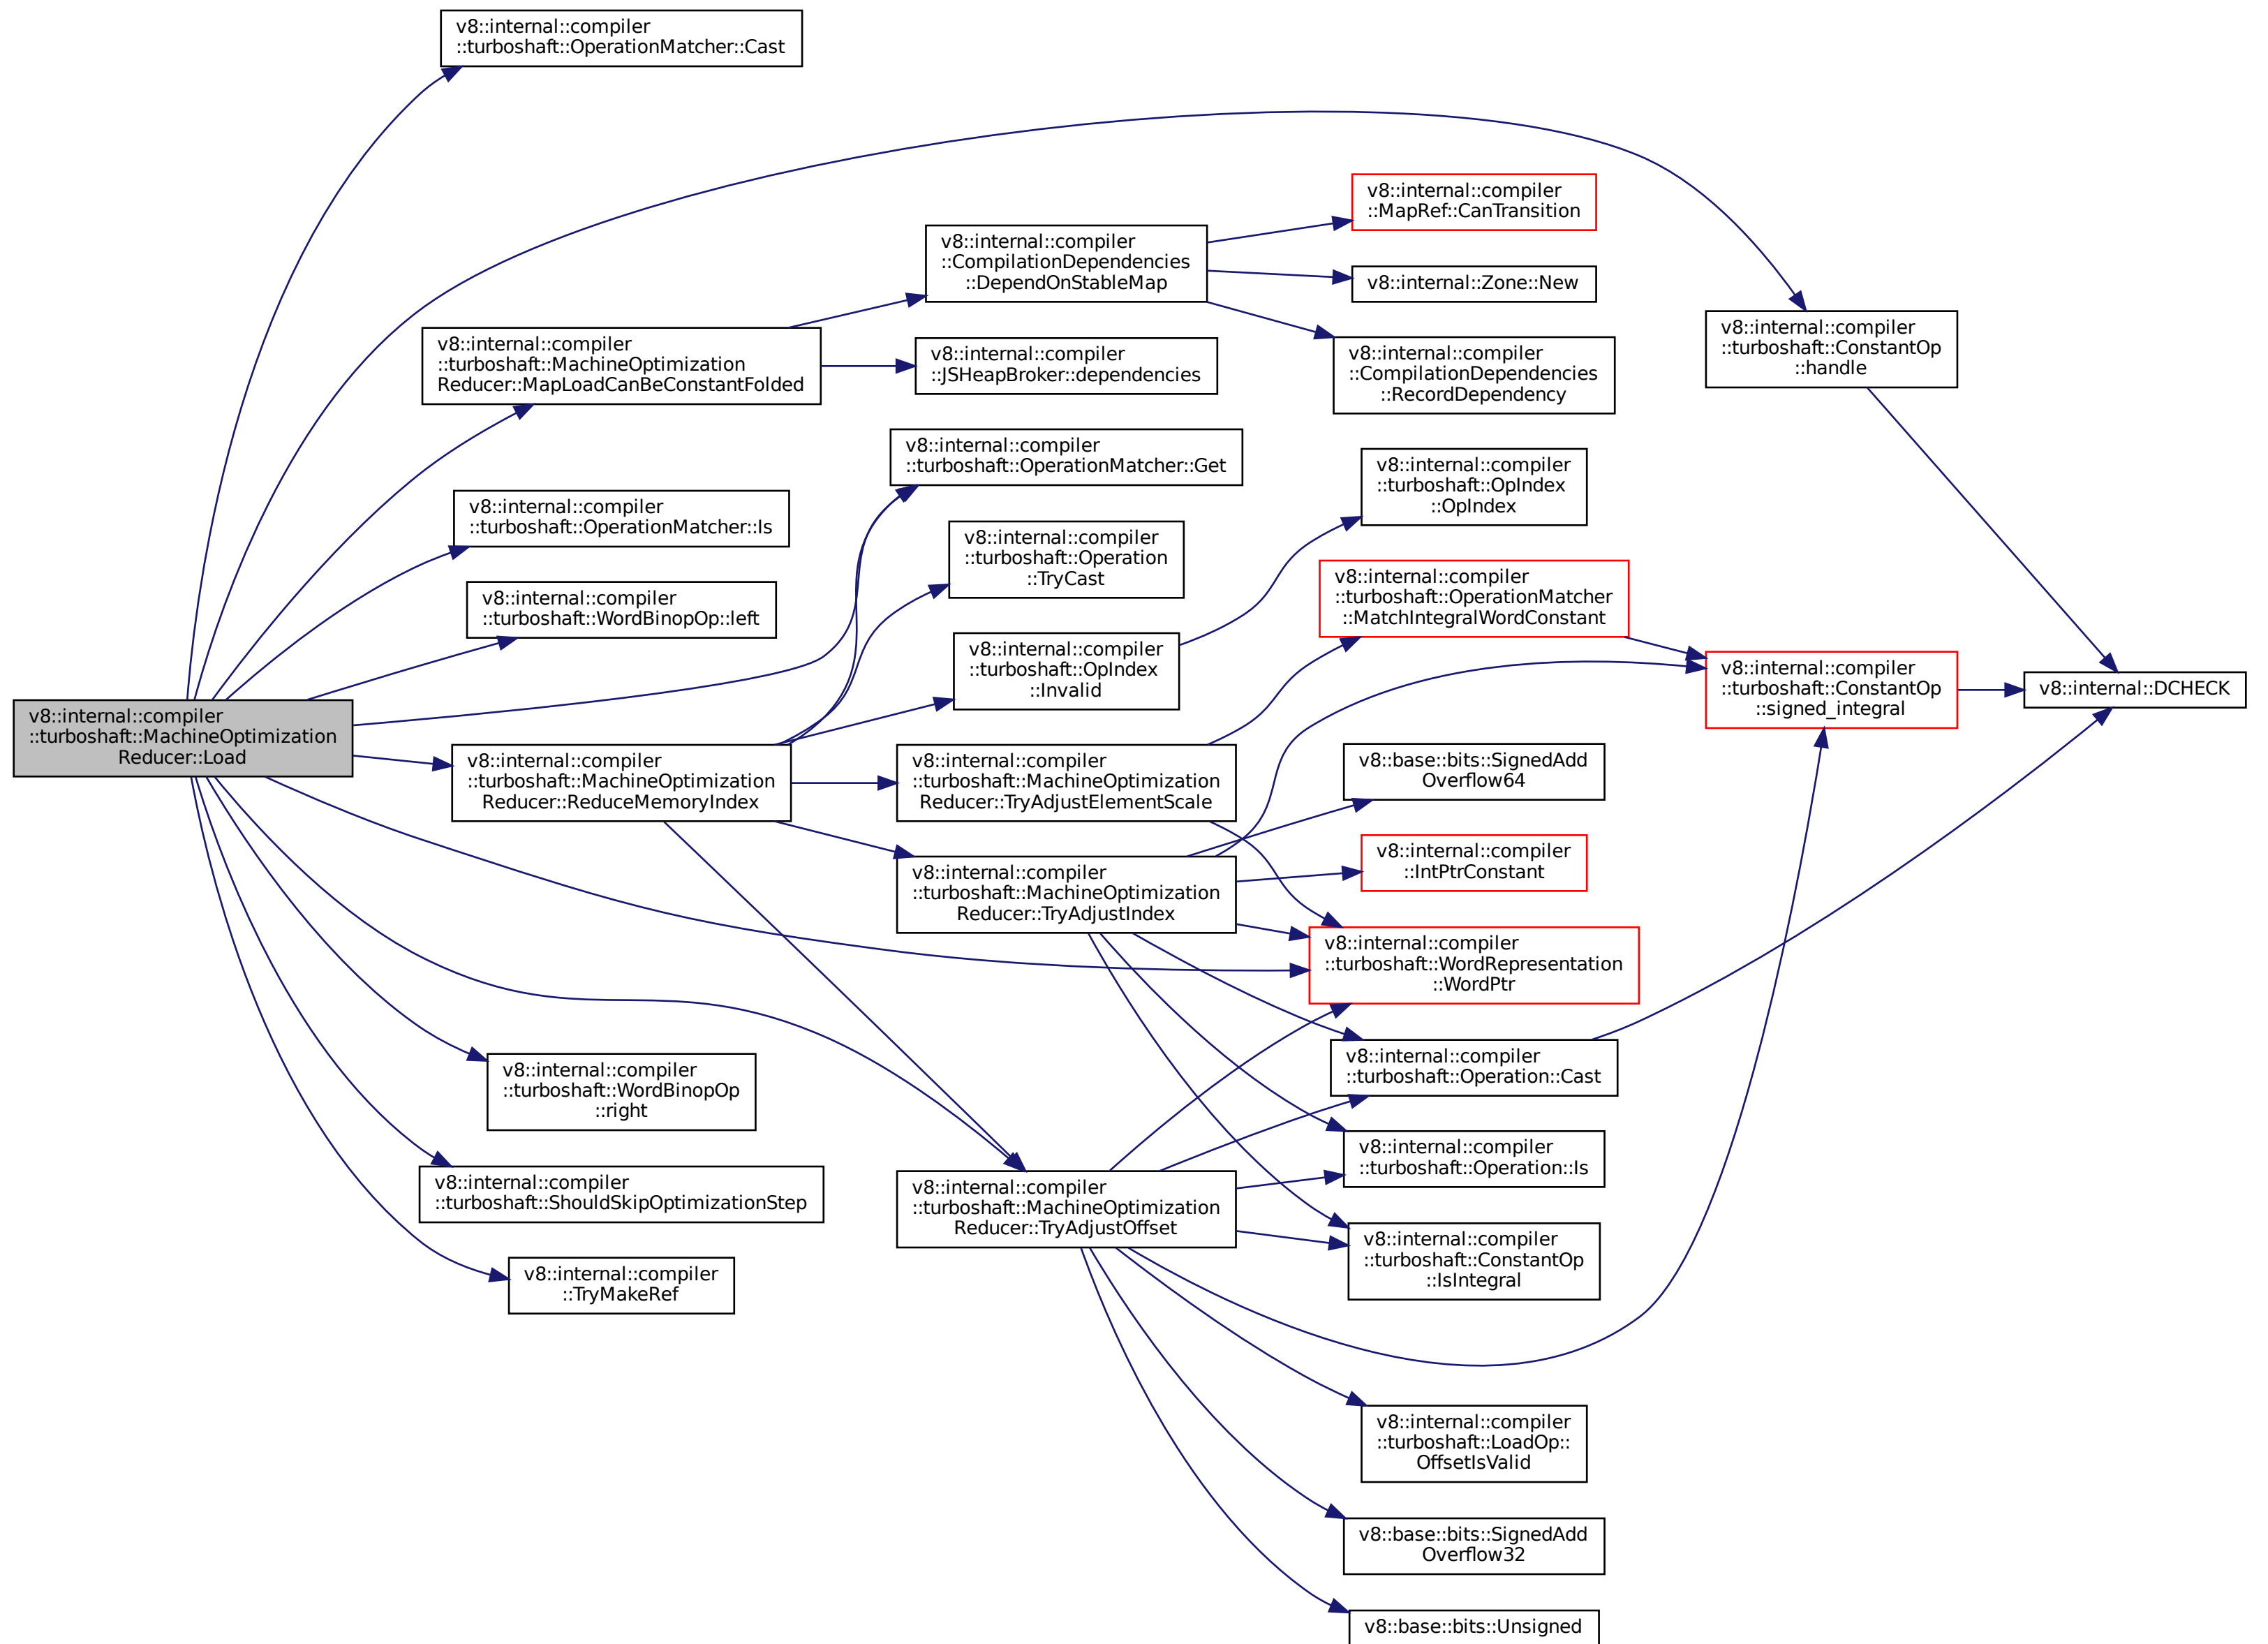 v8::internal::compiler
::turboshaft::OperationMatcher::Cast
v8::internal::compiler
::MapRef::CanTransition
v8::internal::compiler
::CompilationDependencies
::DependOnStableMap
v8::internal::Zone::New
v8::internal::compiler
::turboshaft::ConstantOp
::handle
v8::internal::compiler
::turboshaft::MachineOptimization
Reducer::MapLoadCanBeConstantFolded
v8::internal::compiler
::JSHeapBroker::dependencies
v8::internal::compiler
::CompilationDependencies
::RecordDependency
v8::internal::compiler
::turboshaft::OperationMatcher::Get
v8::internal::compiler
::turboshaft::OpIndex
::OpIndex
v8::internal::compiler
::turboshaft::OperationMatcher::Is
v8::internal::compiler
::turboshaft::Operation
::TryCast
v8::internal::compiler
::turboshaft::WordBinopOp::left
v8::internal::compiler
::turboshaft::OperationMatcher
::MatchIntegralWordConstant
v8::internal::compiler
::turboshaft::OpIndex
::Invalid
v8::internal::compiler
::turboshaft::ConstantOp
::signed_integral
v8::internal::DCHECK
v8::internal::compiler
::turboshaft::MachineOptimization
Reducer::Load
v8::internal::compiler
::turboshaft::MachineOptimization
Reducer::ReduceMemoryIndex
v8::internal::compiler
::turboshaft::MachineOptimization
Reducer::TryAdjustElementScale
v8::base::bits::SignedAdd
Overflow64
v8::internal::compiler
::IntPtrConstant
v8::internal::compiler
::turboshaft::MachineOptimization
Reducer::TryAdjustIndex
v8::internal::compiler
::turboshaft::WordRepresentation
::WordPtr
v8::internal::compiler
::turboshaft::WordBinopOp
::right
v8::internal::compiler
::turboshaft::Operation::Cast
v8::internal::compiler
::turboshaft::Operation::Is
v8::internal::compiler
::turboshaft::ShouldSkipOptimizationStep
v8::internal::compiler
::turboshaft::MachineOptimization
Reducer::TryAdjustOffset
v8::internal::compiler
::turboshaft::ConstantOp
::IsIntegral
v8::internal::compiler
::TryMakeRef
v8::internal::compiler
::turboshaft::LoadOp::
OffsetIsValid
v8::base::bits::SignedAdd
Overflow32
v8::base::bits::Unsigned